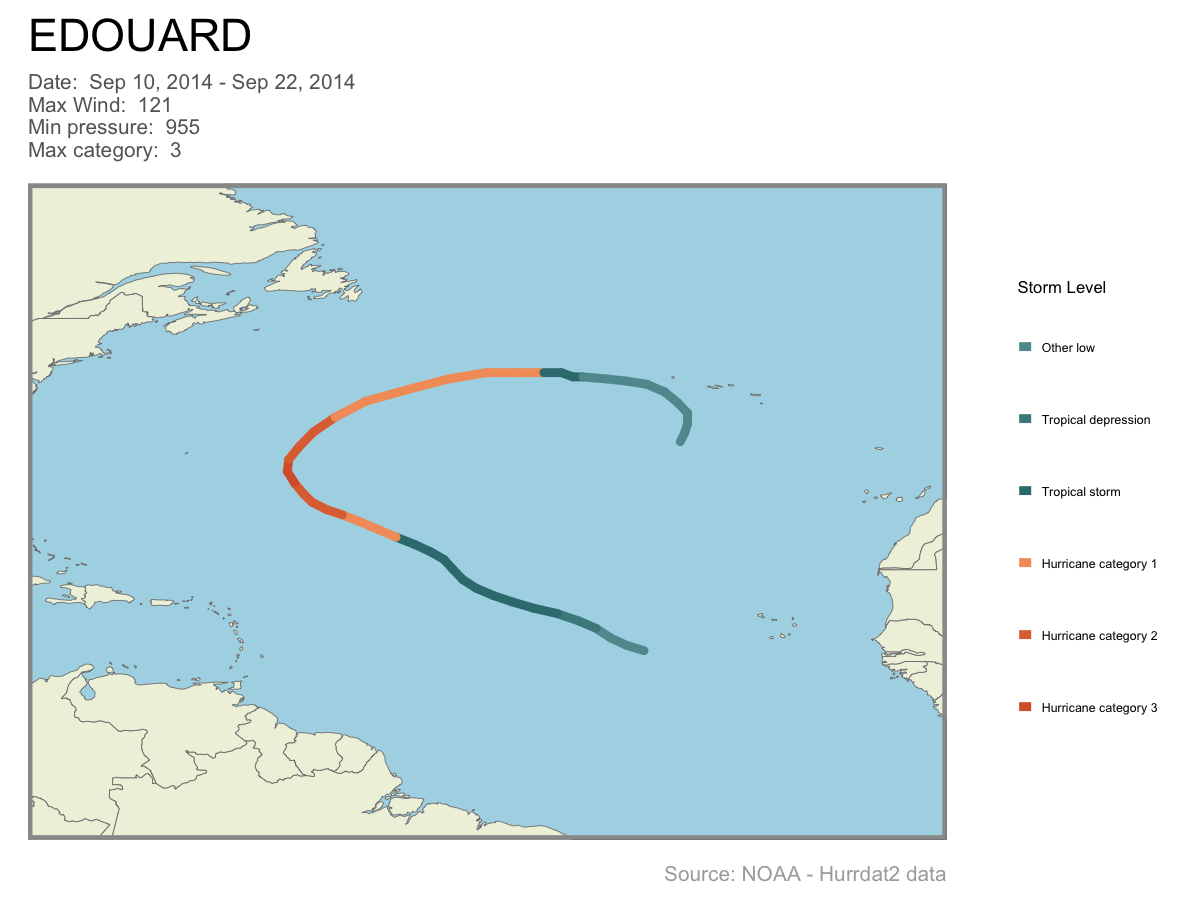 EDOUARD
Date:  Sep 10, 2014 - Sep 22, 2014
Max Wind:  121
Min pressure:  955
Max category:  3
Storm Level
Other low
Tropical depression
Tropical storm
Hurricane category 1
Hurricane category 2
Hurricane category 3
Source: NOAA - Hurrdat2 data